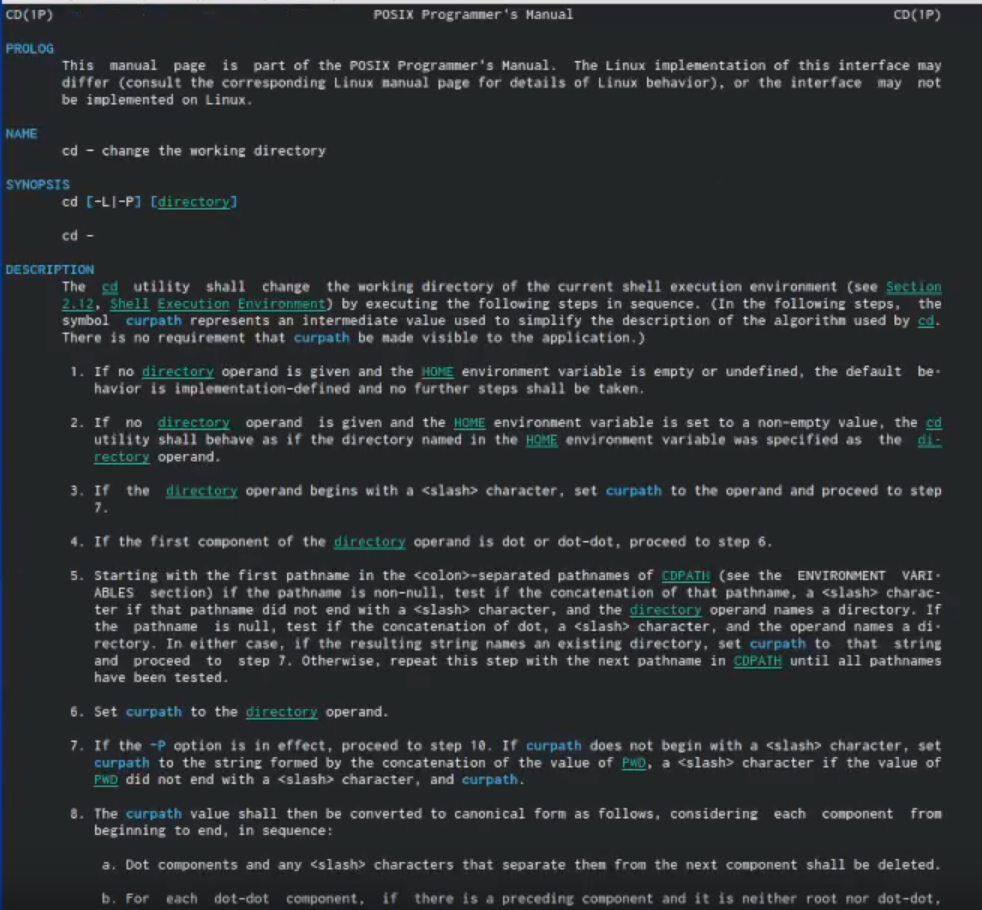 CD(1P) POSIX Programmer's Manual CD(1P)
PROLOG
This manual page is part of the POSIX Programmer's Manual. The Linux implementation of this interface may
differ (consult the corresponding Linux manual page for details of Linux behavior), or the interface may not
be implemented on Linux.
NAME
cd - change the working directory
SYNOPSIS
cd [-L|-P] [directory]
cd -
DESCRIPTION
The cd utility shall change the working directory of the current shell execution environment (see Section
2.12, Shell Execution Environment) by executing the following steps in sequence. (In the following steps, the
symbol curpath represents an intermediate value used to simplify the description of the algorithm used by cd.
There is no requirement that curpath be made visible to the application.)
1. If no directory operand is given and the HOME environment variable is empty or undefined, the default be-
havior is implementation-defined and no further steps shall be taken.
2. If no directory operand is given and the HOME environment variable is set to a non-empty value, the cd
utility shall behave as if the directory named in the HOME environment variable was specified as the di-
rectory operand.
3. If the directory operand begins with a <slash> character, set curpath to the operand and proceed to step
7.
4. If the first component of the directory operand is dot or dot-dot, proceed to step 6.
5. Starting with the first pathname in the <colon>-separated pathnames of CDPATH (see the ENVIRONMENT VARI-
ABLES section) if the pathname is non-null, test if the concatenation of that pathname, a <slash> charac-
ter if that pathname did not end with a <slash> character, and the directory operand names a directory. If
the pathname is null, test if the concatenation of dot, a <slash> character, and the operand names a di-
rectory. In either case, if the resulting string names an existing directory, set curpath to that string
and proceed to step 7. Otherwise, repeat this step with the next pathname in CDPATH until all pathnames
have been tested.
6. Set curpath to the directory operand.
7. If the -P option is in effect, proceed to step 10. If curpath does not begin with a <slash> character, set
curpath to the string formed by the concatenation of the value of PWD, a <slash> character if the value of
PWD did not end with a <slash> character, and curpath.
8. The curpath value shall then be converted to canonical form as follows, considering each component from
beginning to end, in sequence:
a. Dot components and any <slash> characters that separate them from the next component shall be deleted.
b. For each dot-dot component, if there is a preceding component and it is neither root nor dot-dot,